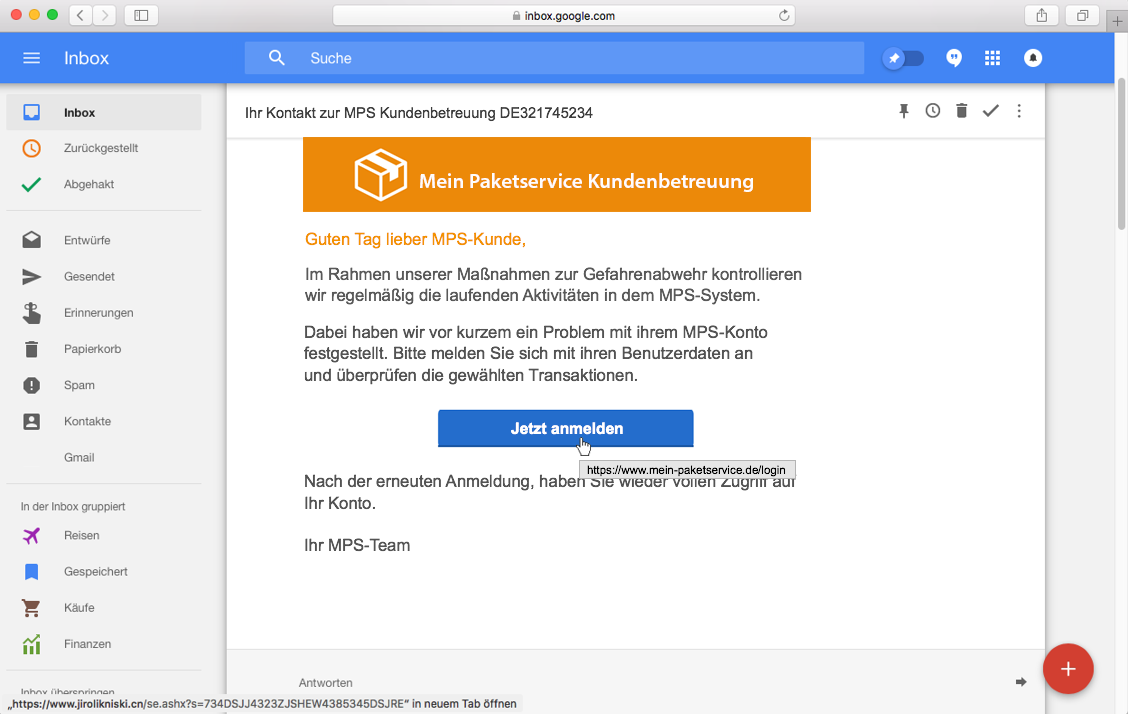 inbox.google.com
Inbox
Suche
Inbox
Zurückgestellt
Abgehakt
Entwürfe
Gesendet
Erinnerungen
Papierkorb
Spam
Kontakte
Gmail
In der Inbox gruppiert
Reisen
Gespeichert
Käufe
Finanzen
Inbox überspringen
Ihr Kontakt zur MPS Kundenbetreuung DE321745234
Mein Paketservice Kundenbetreuung
Guten Tag lieber MPS-Kunde,
Im Rahmen unserer Maßnahmen zur Gefahrenabwehr kontrollieren
wir regelmäßig die laufenden Aktivitäten in dem MPS-System.
Dabei haben wir vor kurzem ein Problem mit ihrem MPS-Konto
festgestellt. Bitte melden Sie sich mit ihren Benutzerdaten an
und überprüfen die gewählten Transaktionen.
Jetzt anmelden
https://www.mein-paketservice.de/login
Nach der erneuten Anmeldung, haben Sie wieder vollen Zugriff auf
Ihr Konto.
Ihr MPS-Team
Antworten
„https://www.jirolikniski.cn/se.ashx?s=734DSJJ4323ZJSHEW4385345DSJRE“ in neuem Tab öffnen